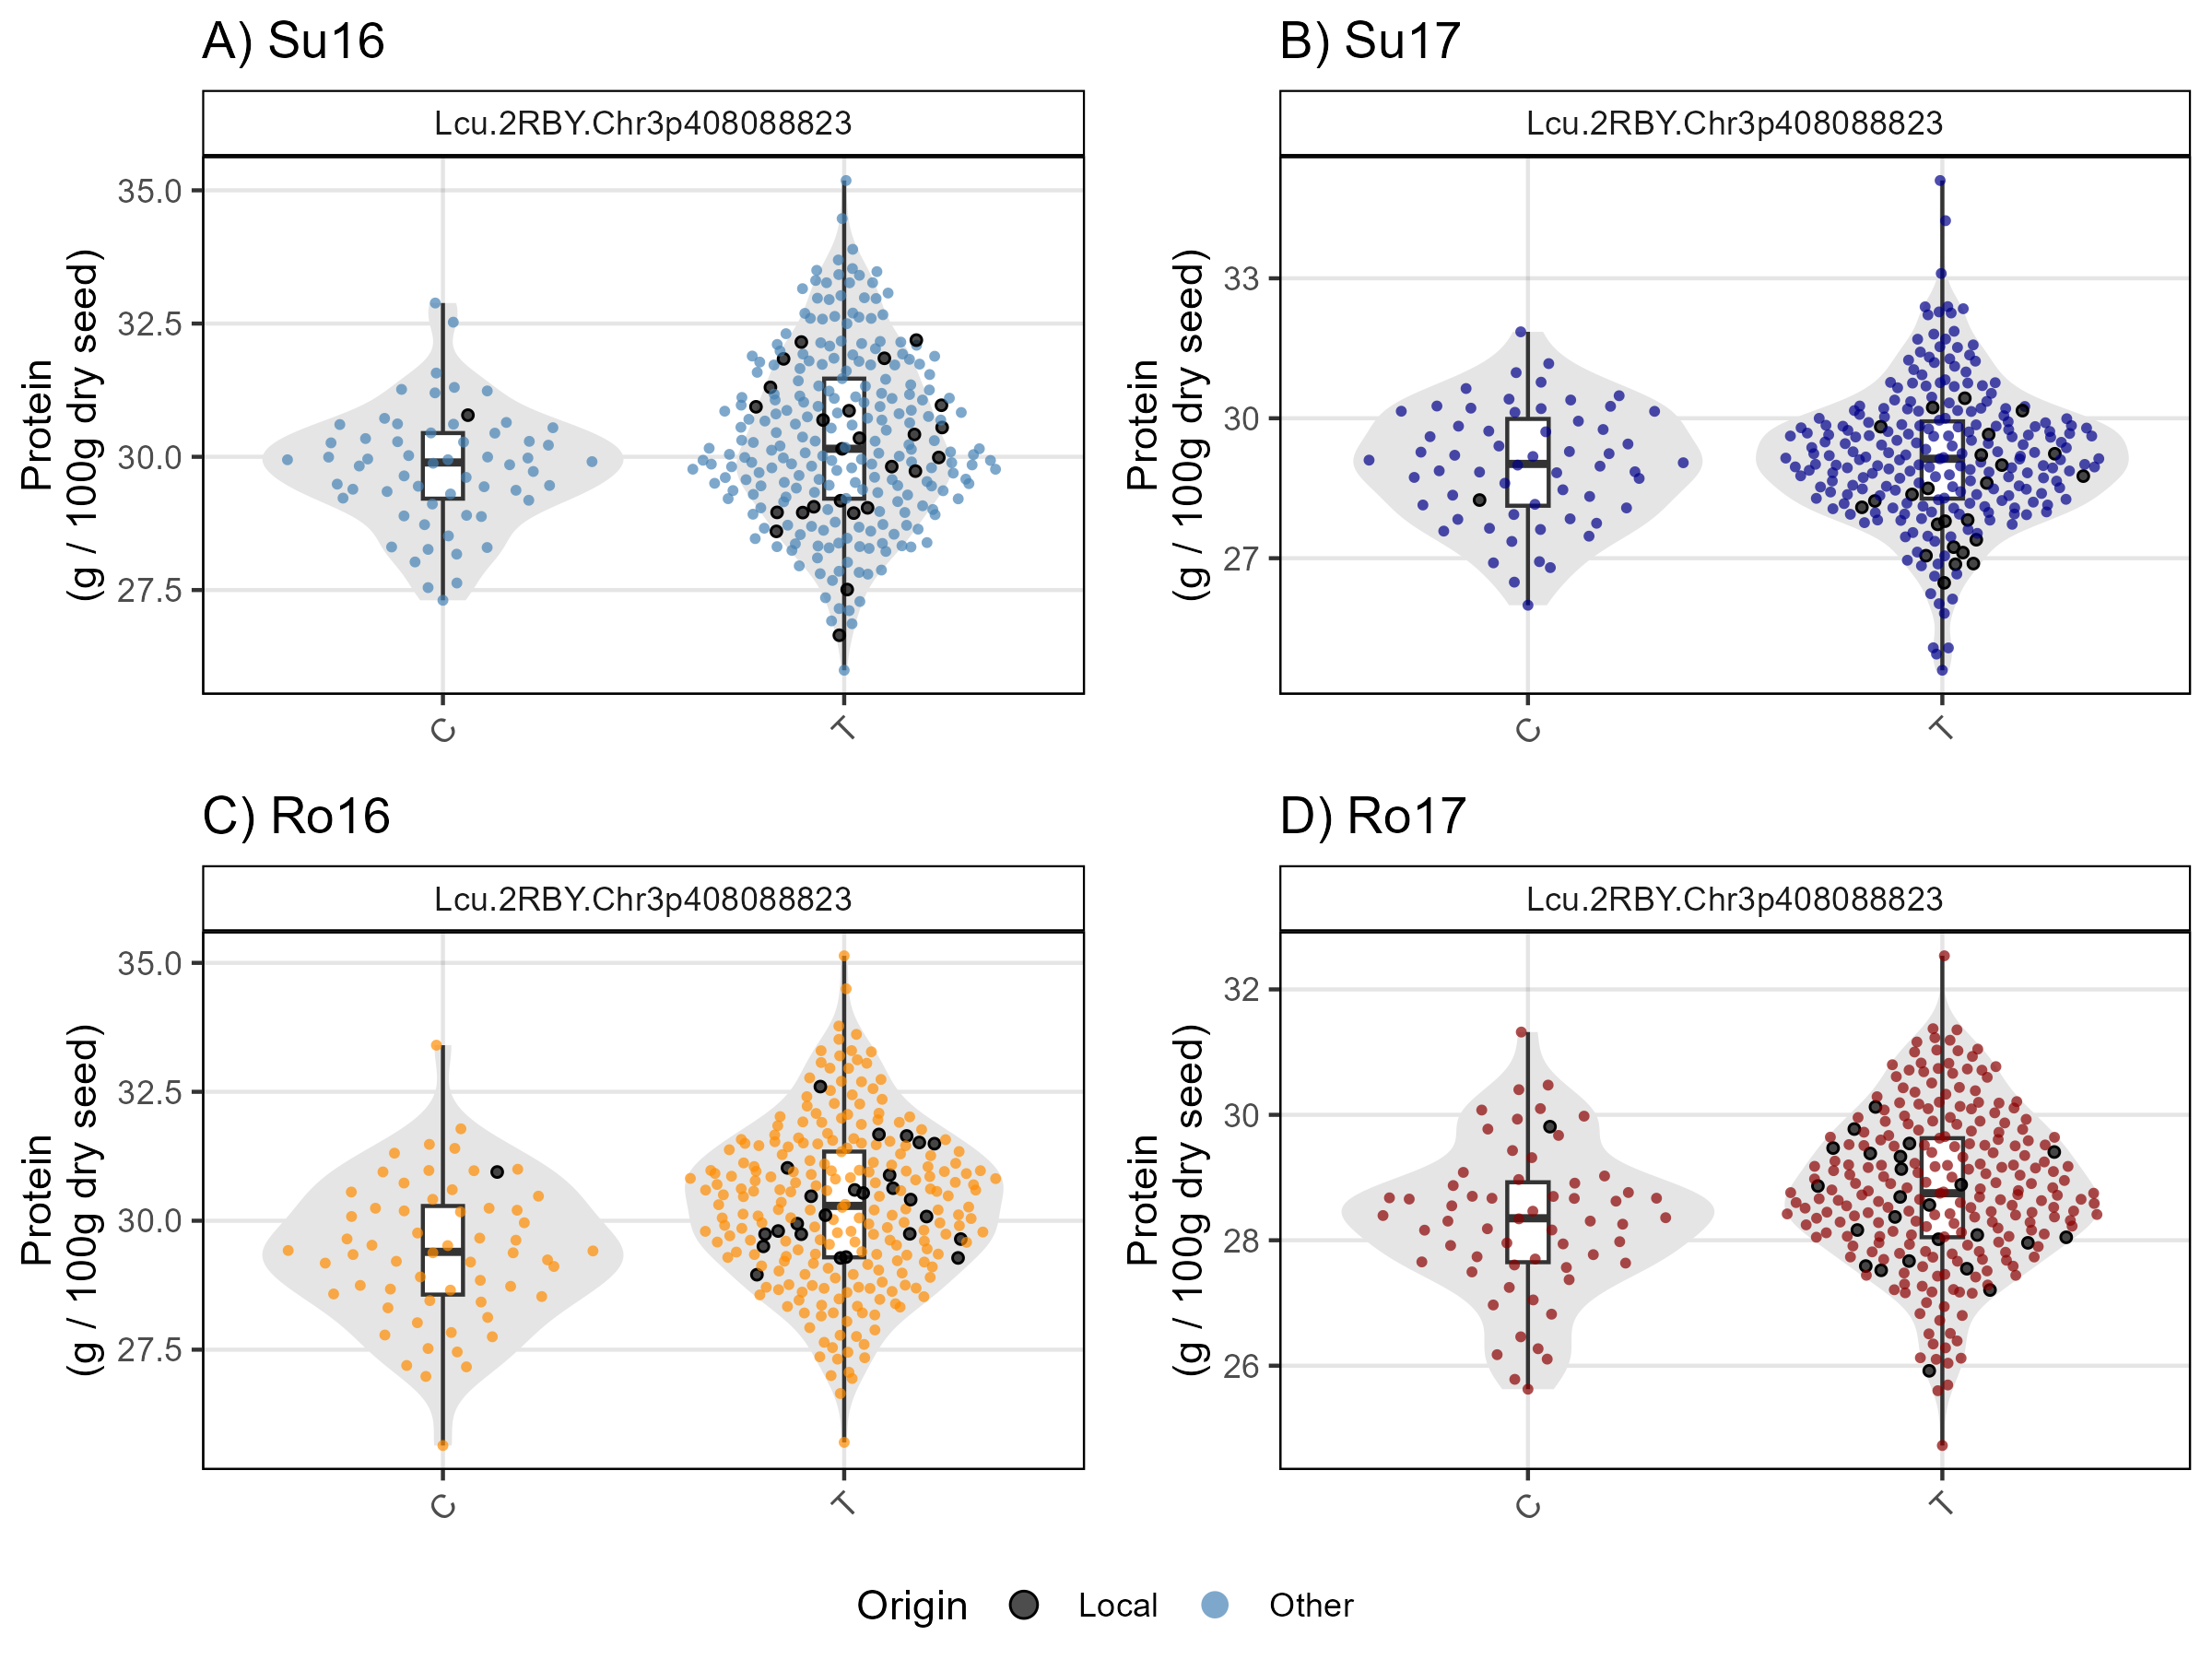 A) Su16
Lcu.2RBY.Chr3p408088823
Protein
(g / 100g dry seed)
35.0
32.5
30.0
27.5
C
T
B) Su17
Lcu.2RBY.Chr3p408088823
Protein
(g / 100g dry seed)
33
30
27
C
T
C) Ro16
Lcu.2RBY.Chr3p408088823
Protein
(g / 100g dry seed)
35.0
32.5
30.0
27.5
C
T
D) Ro17
Lcu.2RBY.Chr3p408088823
Protein
(g / 100g dry seed)
32
30
28
26
C
T
Origin Local Other